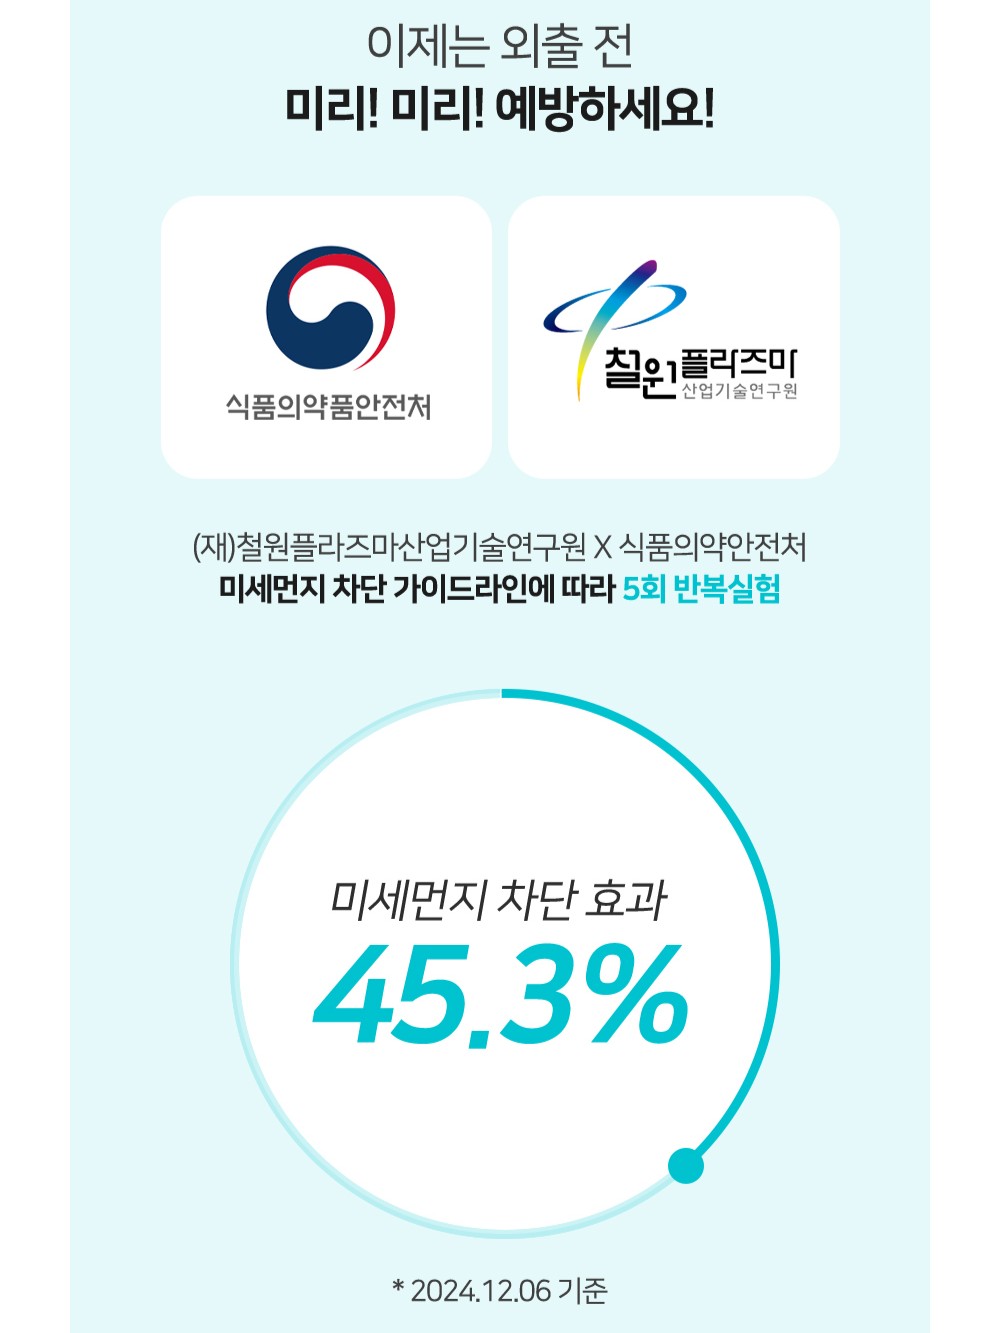 이제는 외출 전
미리! 미리! 예방하세요!
식품의약품안전처
철원플라즈마
산업기술연구원
(재)철원플라즈마산업기술연구원 X 식품의약안전처
미세먼지 차단 가이드라인에 따라 5회 반복실험
미세먼지 차단 효과
45.3%
* 2024.12.06 기준